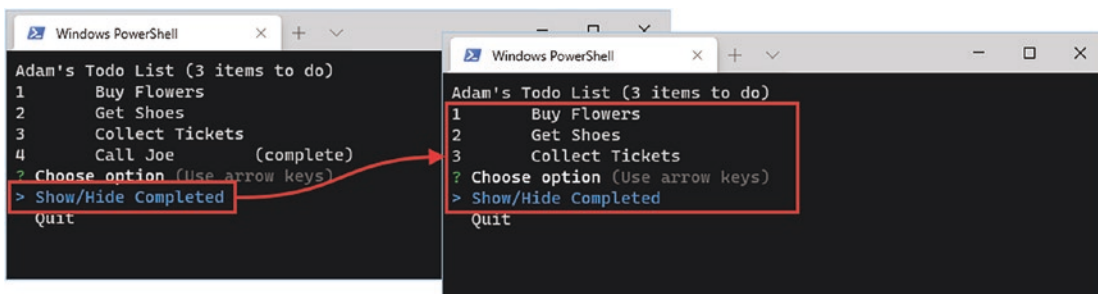 Windows PowerShell
Adam's Todo List (3 items to do)
1 Buy Flowers
2 Get Shoes
3 Collect Tickets
4 Call Joe (complete)
? Choose option (Use arrow keys)
> Show/Hide Completed
Quit
Windows PowerShell
Adam's Todo List (3 items to do)
1 Buy Flowers
2 Get Shoes
3 Collect Tickets
? Choose option (Use arrow keys)
> Show/Hide Completed
Quit